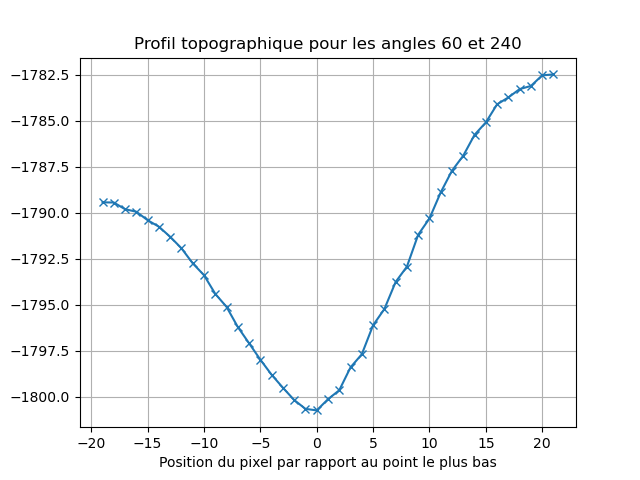 Profil topographique pour les angles 60 et 240
−1782.5
−1785.0
−1787.5
−1790.0
−1792.5
−1795.0
−1797.5
−1800.0
−20 −15 −10 −5 0 5 10 15 20
Position du pixel par rapport au point le plus bas